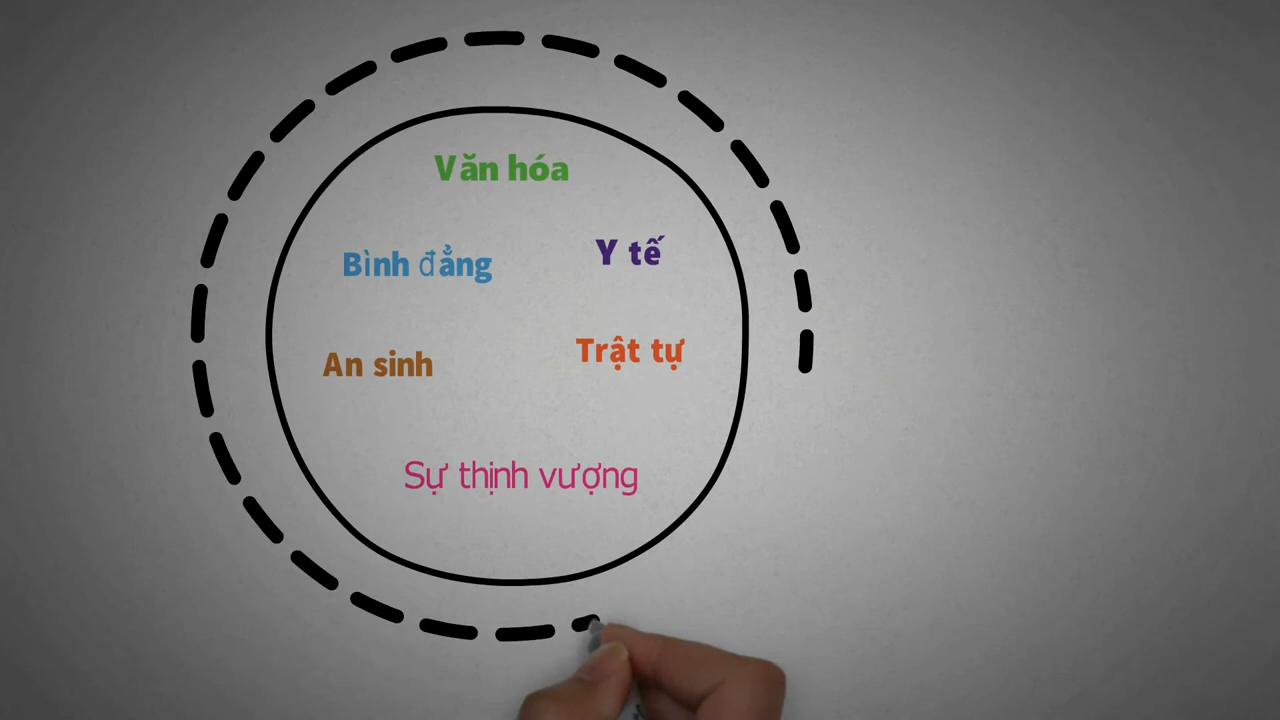 Văn hóa
Bình đẳng
Y tế
An sinh
Trật tự
Sự thịnh vượng